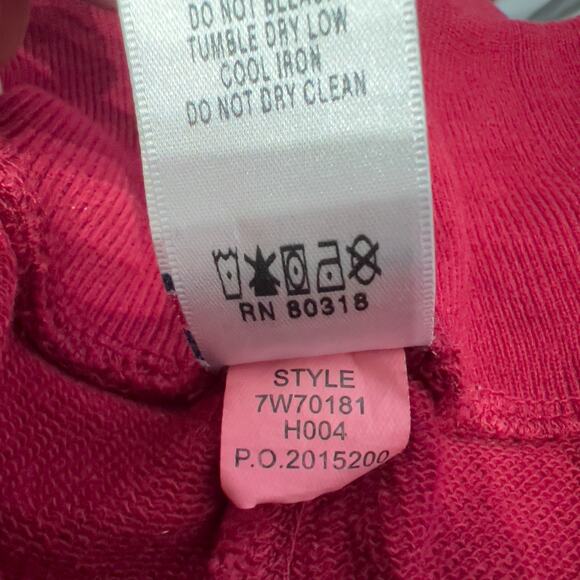 DO NOT BLEACH
TUMBLE DRY LOW
COOL IRON
DO NOT DRY CLEAN
RN 80318
STYLE
7W70181
H004
P.O.2015200